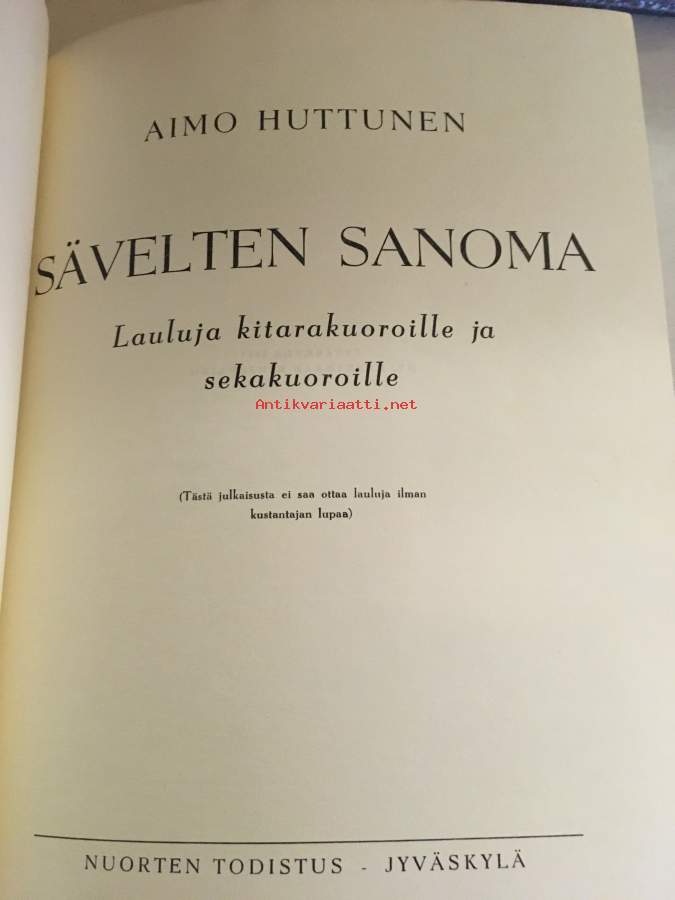 AIMO HUTTUNEN
SÄVELTEN SANOMA
Lauluja kitarakuoroille ja
sekakuoroille
Antikvariaatti.net
(Tästä julkaisusta ei saa ottaa lauluja ilman
kustantajan lupaa)
NUORTEN TODISTUS - JYVÄSKYLÄ